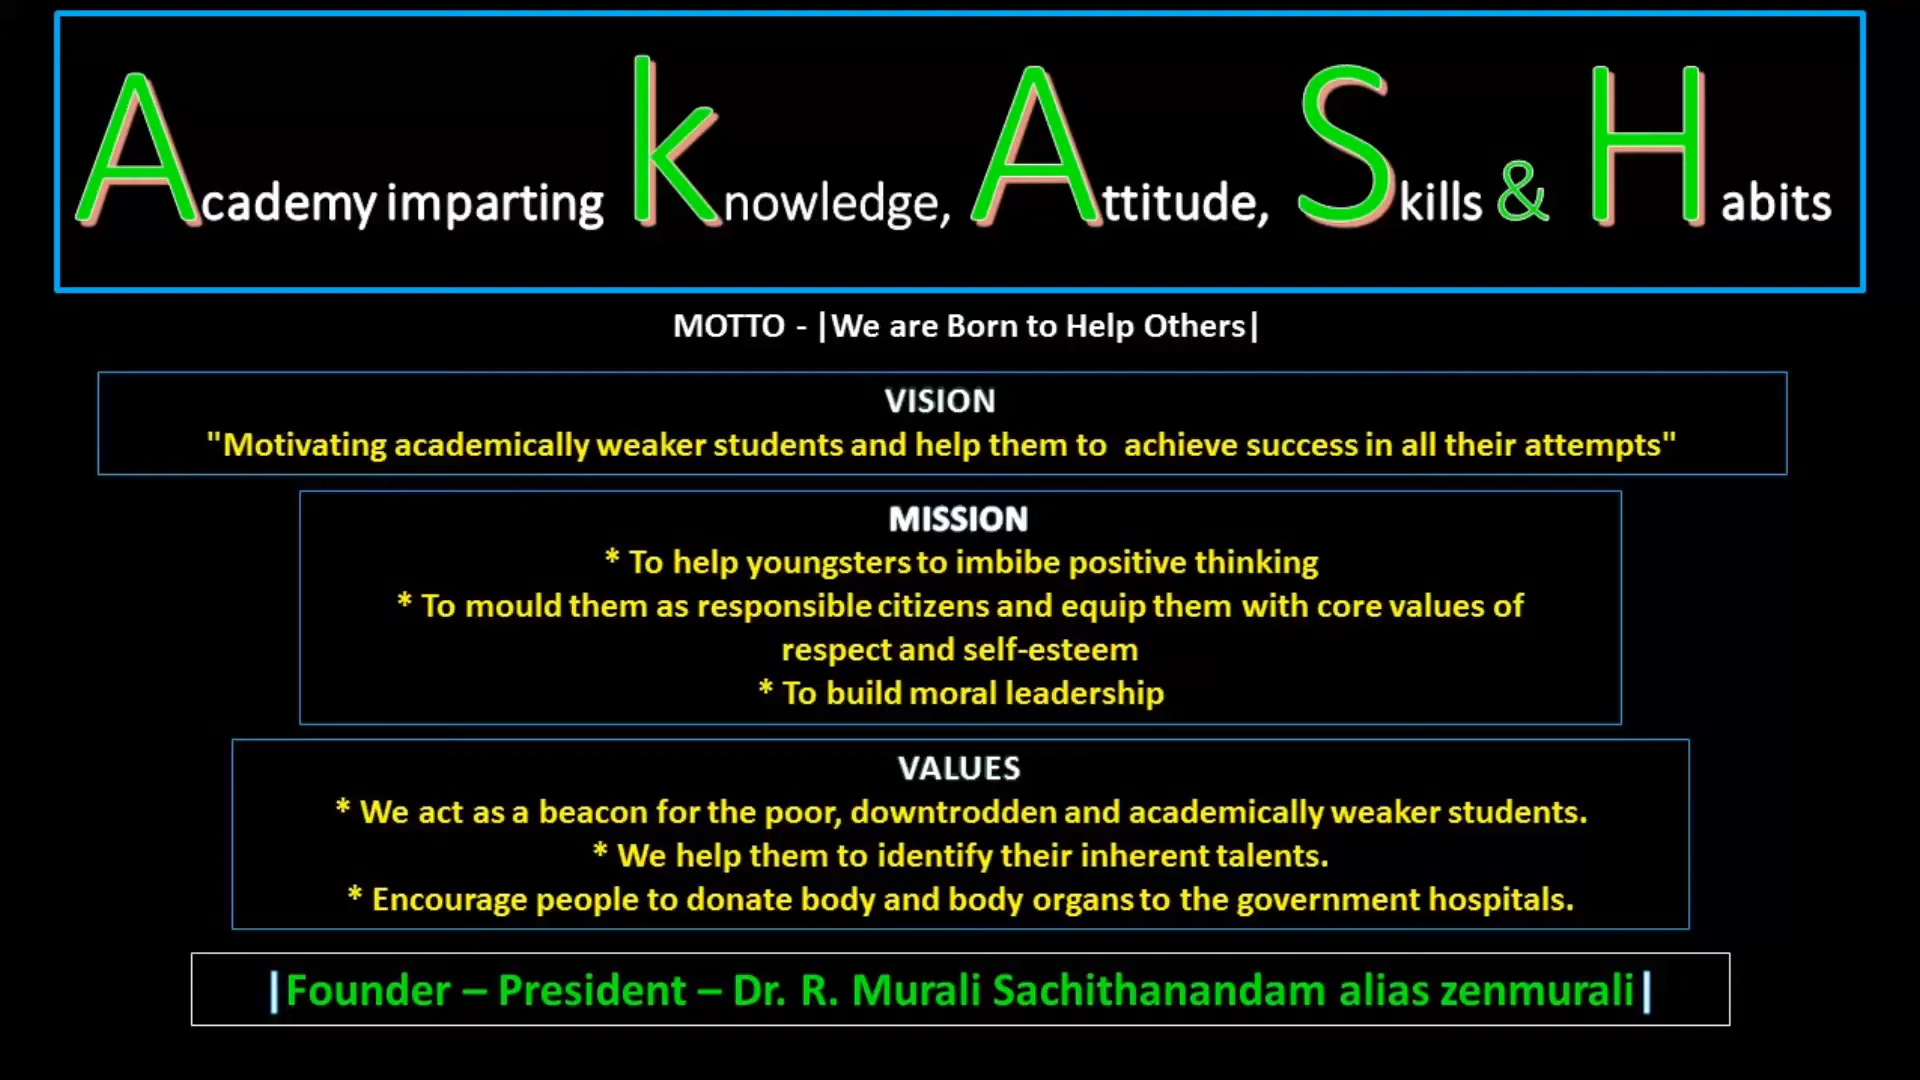 Academy imparting knowledge, Attitude, Skills & Habits
MOTTO - |We are Born to Help Others|
VISION
"Motivating academically weaker students and help them to achieve success in all their attempts"
MISSION
* To help youngsters to imbibe positive thinking
* To mould them as responsible citizens and equip them with core values of
respect and self-esteem
* To build moral leadership
VALUES
* We act as a beacon for the poor, downtrodden and academically weaker students.
* We help them to identify their inherent talents.
* Encourage people to donate body and body organs to the government hospitals.
|Founder – President – Dr. R. Murali Sachithanandam alias zenmurali|